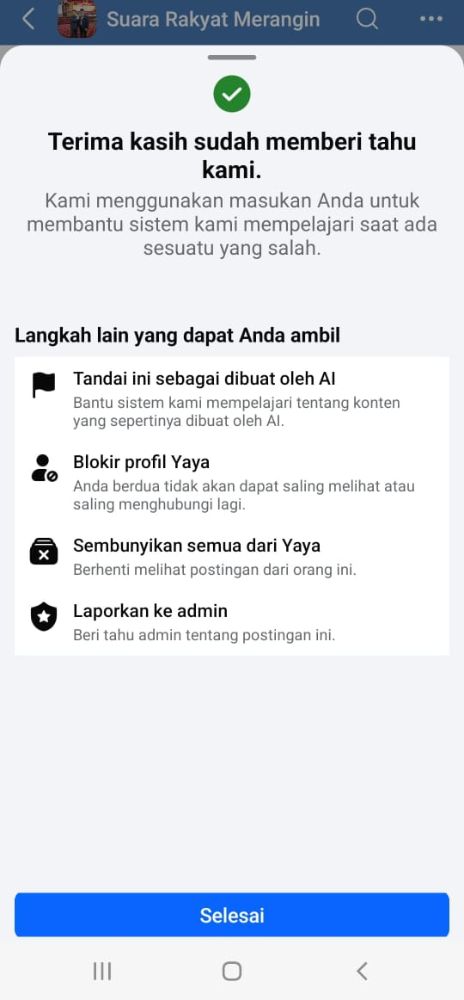 Suara Rakyat Merangin
Terima kasih sudah memberi tahu
kami.
Kami menggunakan masukan Anda untuk
membantu sistem kami mempelajari saat ada
sesuatu yang salah.
Langkah lain yang dapat Anda ambil
Tandai ini sebagai dibuat oleh AI
Bantu sistem kami mempelajari tentang konten
yang sepertinya dibuat oleh AI.
Blokir profil Yaya
Anda berdua tidak akan dapat saling melihat atau
saling menghubungi lagi.
Sembunyikan semua dari Yaya
Berhenti melihat postingan dari orang ini.
Laporkan ke admin
Beri tahu admin tentang postingan ini.
Selesai